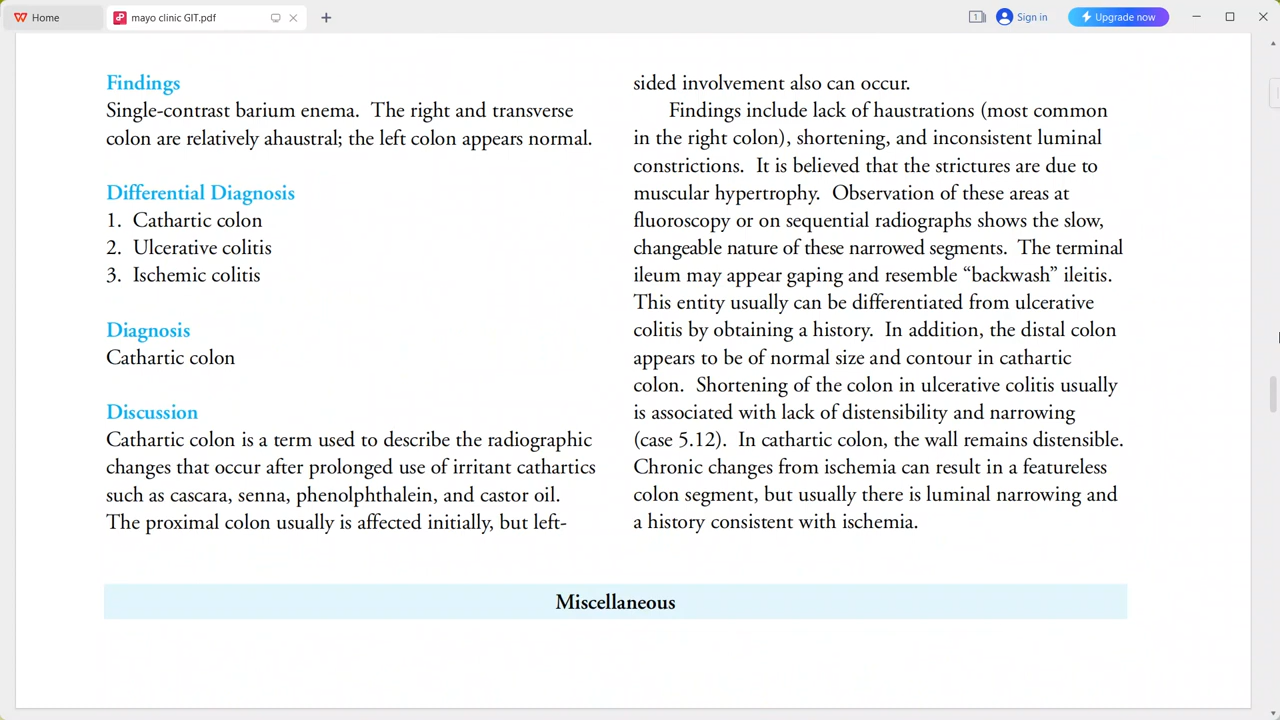 Home
mayo clinic GIT.pdf
1
Sign in
Upgrade now
Findings
Single-contrast barium enema. The right and transverse
colon are relatively ahaustral; the left colon appears normal.
Differential Diagnosis
1. Cathartic colon
2. Ulcerative colitis
3. Ischemic colitis
Diagnosis
Cathartic colon
Discussion
Cathartic colon is a term used to describe the radiographic
changes that occur after prolonged use of irritant cathartics
such as cascara, senna, phenolphthalein, and castor oil.
The proximal colon usually is affected initially, but left-
sided involvement also can occur.
Findings include lack of haustrations (most common
in the right colon), shortening, and inconsistent luminal
constrictions. It is believed that the strictures are due to
muscular hypertrophy. Observation of these areas at
fluoroscopy or on sequential radiographs shows the slow,
changeable nature of these narrowed segments. The terminal
ileum may appear gaping and resemble “backwash” ileitis.
This entity usually can be differentiated from ulcerative
colitis by obtaining a history. In addition, the distal colon
appears to be of normal size and contour in cathartic
colon. Shortening of the colon in ulcerative colitis usually
is associated with lack of distensibility and narrowing
(case 5.12). In cathartic colon, the wall remains distensible.
Chronic changes from ischemia can result in a featureless
colon segment, but usually there is luminal narrowing and
a history consistent with ischemia.
Miscellaneous